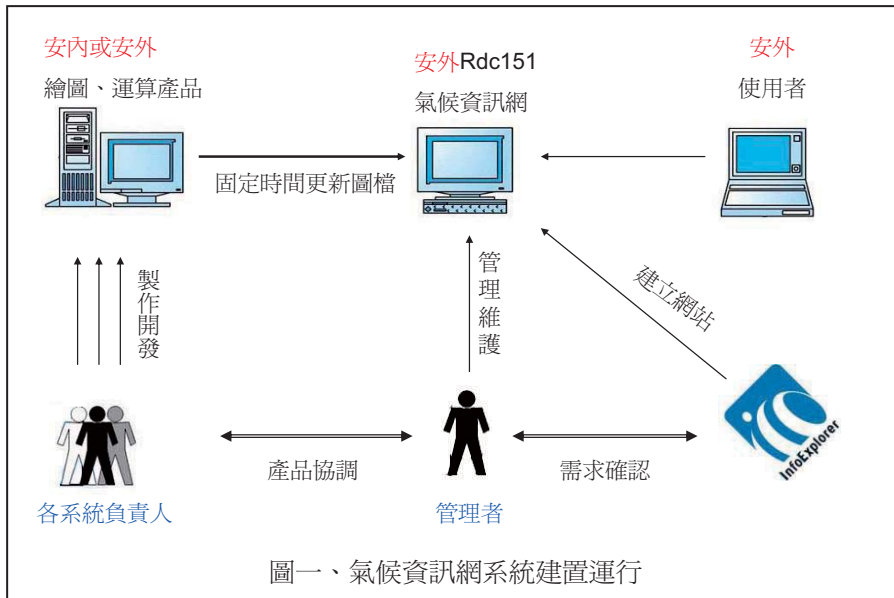 安內或安外
繪圖、運算產品
安外Rdc151
氣候資訊網
安外
使用者
固定時間更新圖檔
製作開發
管理維護
建立網站
InfoExplorer
產品協調
需求確認
各系統負責人
管理者
圖一、氣候資訊網系統建置運行